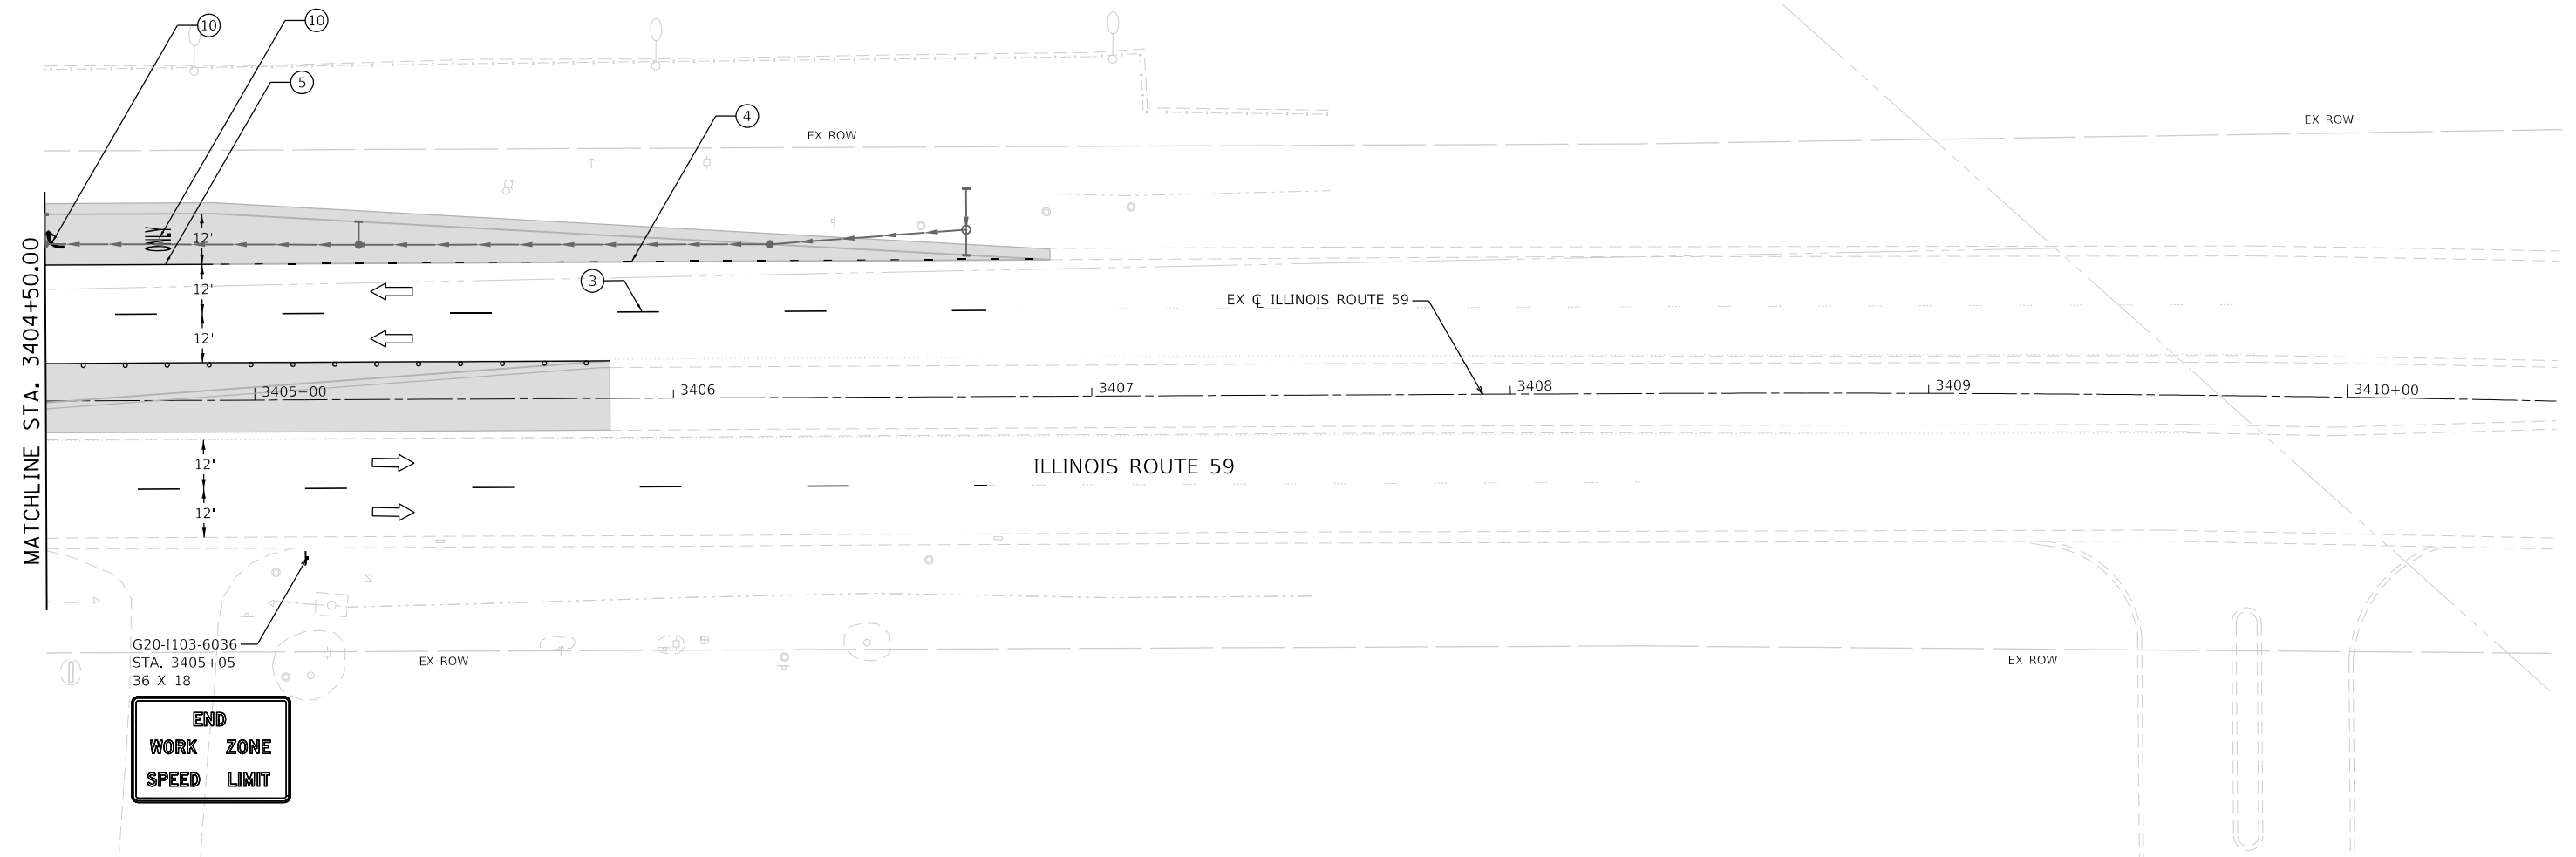 10
10
5
4
EX ROW
EX ROW
12'
3
12'
EX ℄ ILLINOIS ROUTE 59
12'
MATCHLINE STA. 3404+50.00
3405+00
3406
3407
3408
3409
3410+00
12'
ILLINOIS ROUTE 59
12'
G20-I103-6036
STA. 3405+05
36 X 18
EX ROW
EX ROW
END
WORK ZONE
SPEED LIMIT